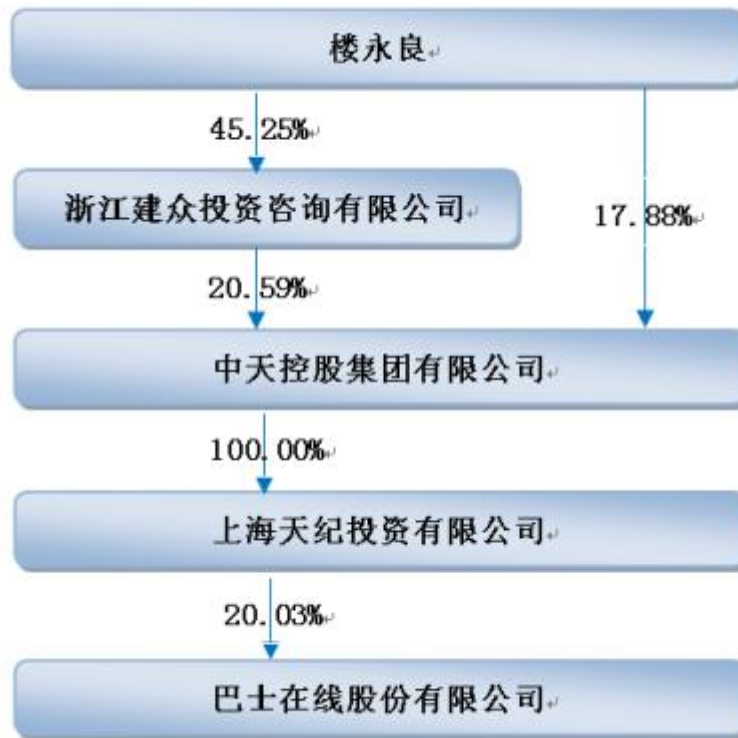 楼永良
45.25%
浙江建众投资咨询有限公司
17.88%
20.59%
中天控股集团有限公司
100.00%
上海天纪投资有限公司
20.03%
巴士在线股份有限公司